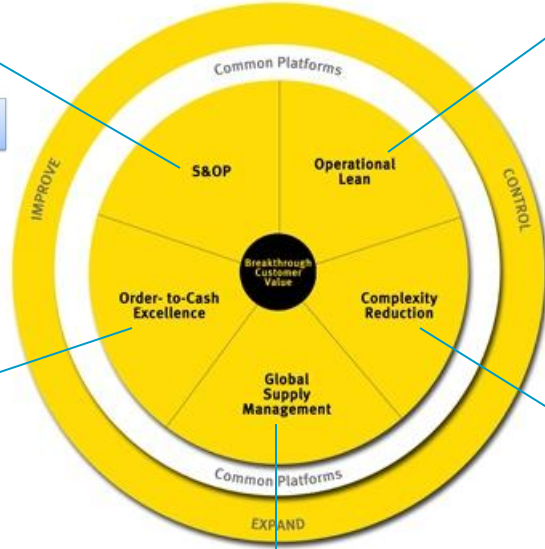 Common Platforms
IMPROVE
CONTROL
S&OP
Operational
Lean
Breakthrough
Customer
Value
Order- to-Cash
Excellence
Complexity
Reduction
Global
Supply
Management
Common Platforms
EXPAND